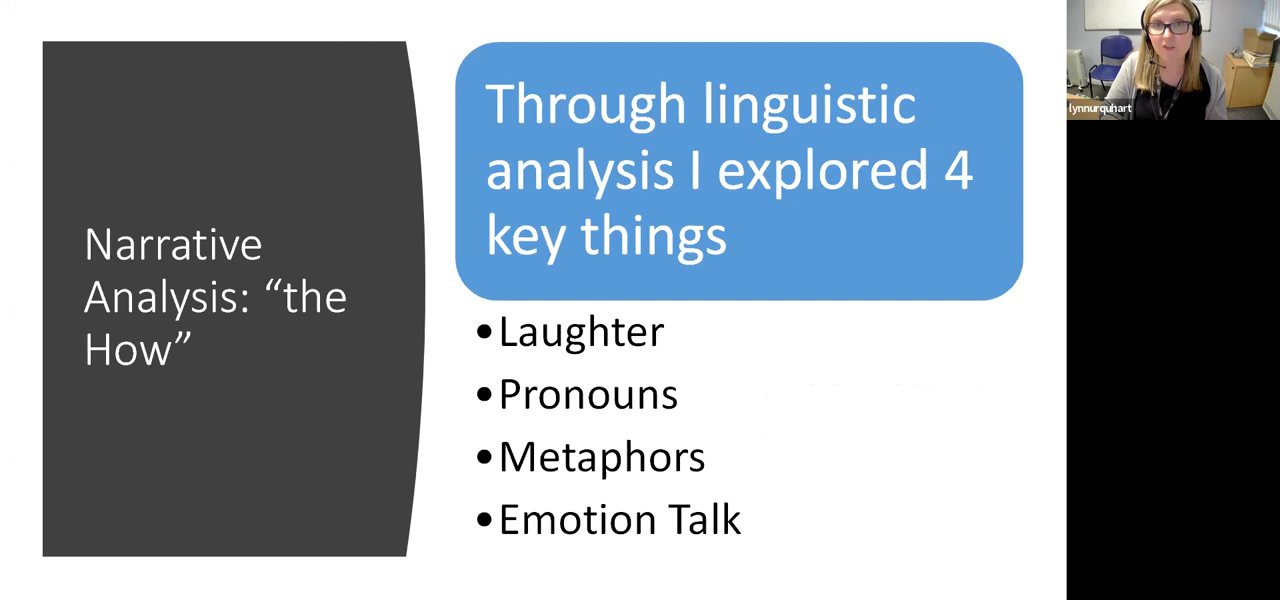 Narrative
Analysis: “the
How”
Through linguistic
analysis I explored 4
key things
•Laughter
•Pronouns
•Metaphors
•Emotion Talk
lynnurquhart